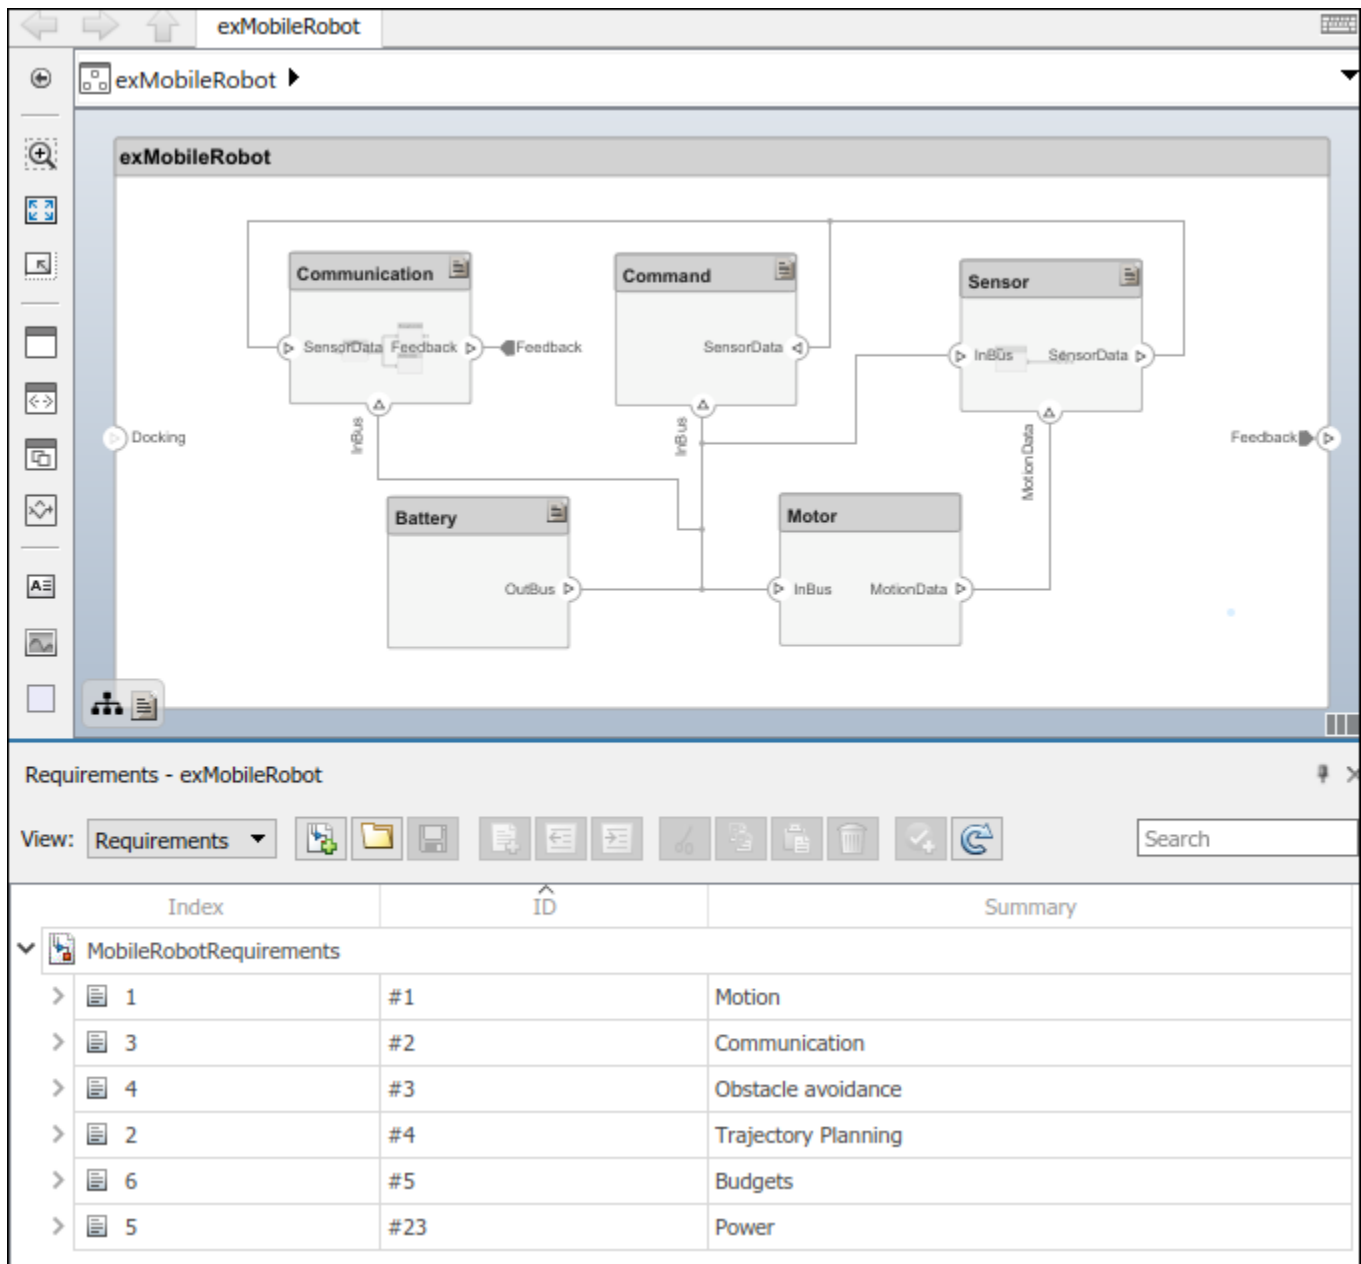 exMobileRobot
exMobileRobot
exMobileRobot
Communication
Command
Sensor
SensorData Feedback
Feedback
SensorData
InBus SensorData
InBus
InBus
MotionData
Docking
Feedback
Battery
Motor
OutBus
InBus MotionData
A
Requirements - exMobileRobot
View: Requirements
Search
Index ID Summary
MobileRobotRequirements
1 #1 Motion
3 #2 Communication
4 #3 Obstacle avoidance
2 #4 Trajectory Planning
6 #5 Budgets
5 #23 Power